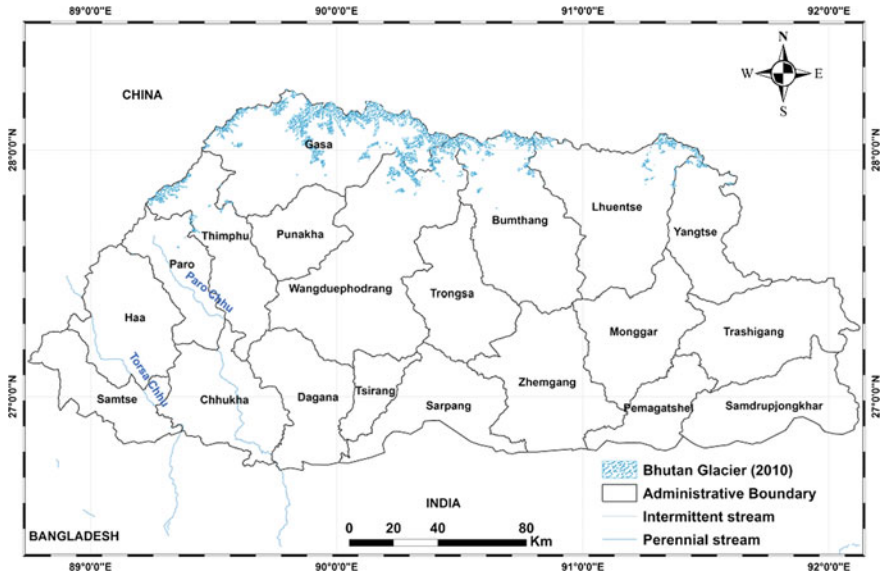 89°0'0"E 90°0'0"E 91°0'0"E 92°0'0"E
N
W E
S
CHINA
28°0'0"N
28°0'0"N
Gasa
Lhuentse
Bumthang
Thimphu
Punakha
Yangtse
Paro
Paro Chhu
Wangduephodrang
Trongsa
Haa
Monggar
Trashigang
Torsa Chhu
Zhemgang
27°0'0"N
27°0'0"N
Samtse
Chhukha
Dagana
Tsirang
Sarpang
Pemagatshel
Samdrupjongkhar
Bhutan Glacier (2010)
Administrative Boundary
Intermittent stream
Perennial stream
INDIA
0 20 40 80
Km
BANGLADESH
89°0'0"E 90°0'0"E 91°0'0"E 92°0'0"E